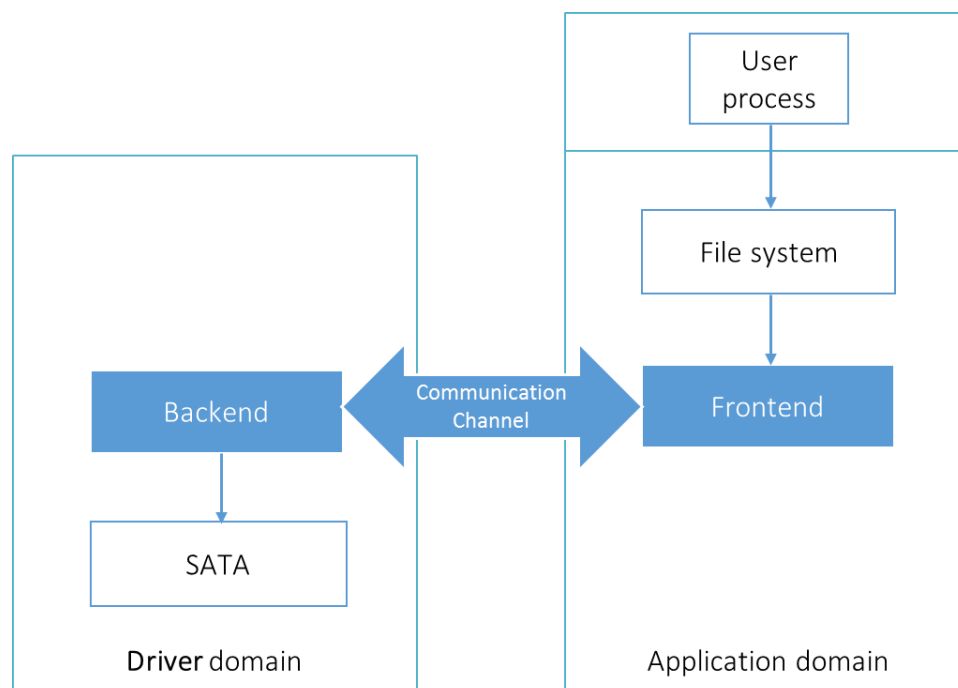 User
process
File system
Communication
Channel
Backend
Frontend
SATA
Driver domain
Application domain